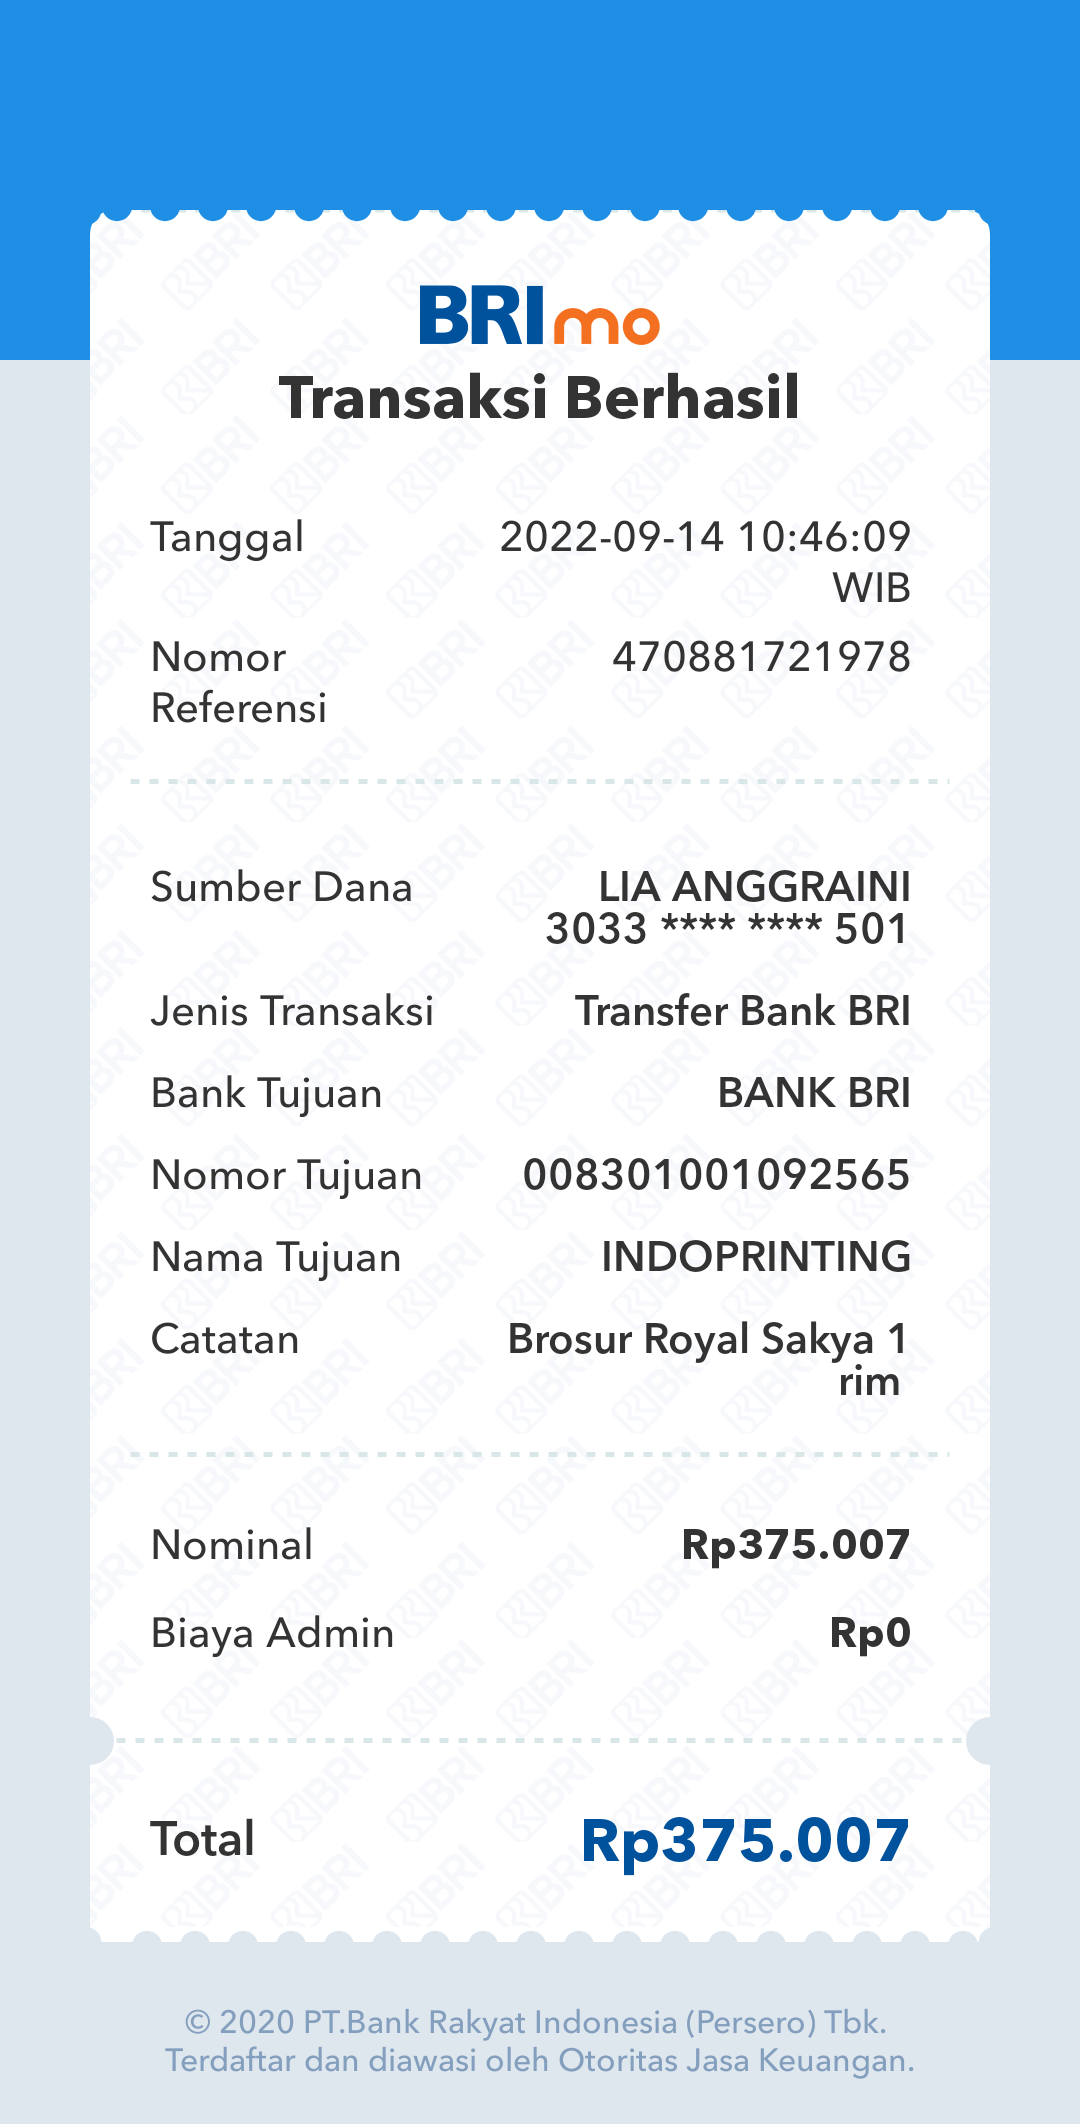 BRImo
Transaksi Berhasil
Tanggal 2022-09-14 10:46:09
WIB
Nomor 470881721978
Referensi
Sumber Dana LIA ANGGRAINI
3033 **** **** 501
Jenis Transaksi Transfer Bank BRI
Bank Tujuan BANK BRI
Nomor Tujuan 008301001092565
Nama Tujuan INDOPRINTING
Catatan Brosur Royal Sakya 1
rim
Nominal Rp375.007
Biaya Admin Rp0
Total Rp375.007
© 2020 PT.Bank Rakyat Indonesia (Persero) Tbk.
Terdaftar dan diawasi oleh Otoritas Jasa Keuangan.